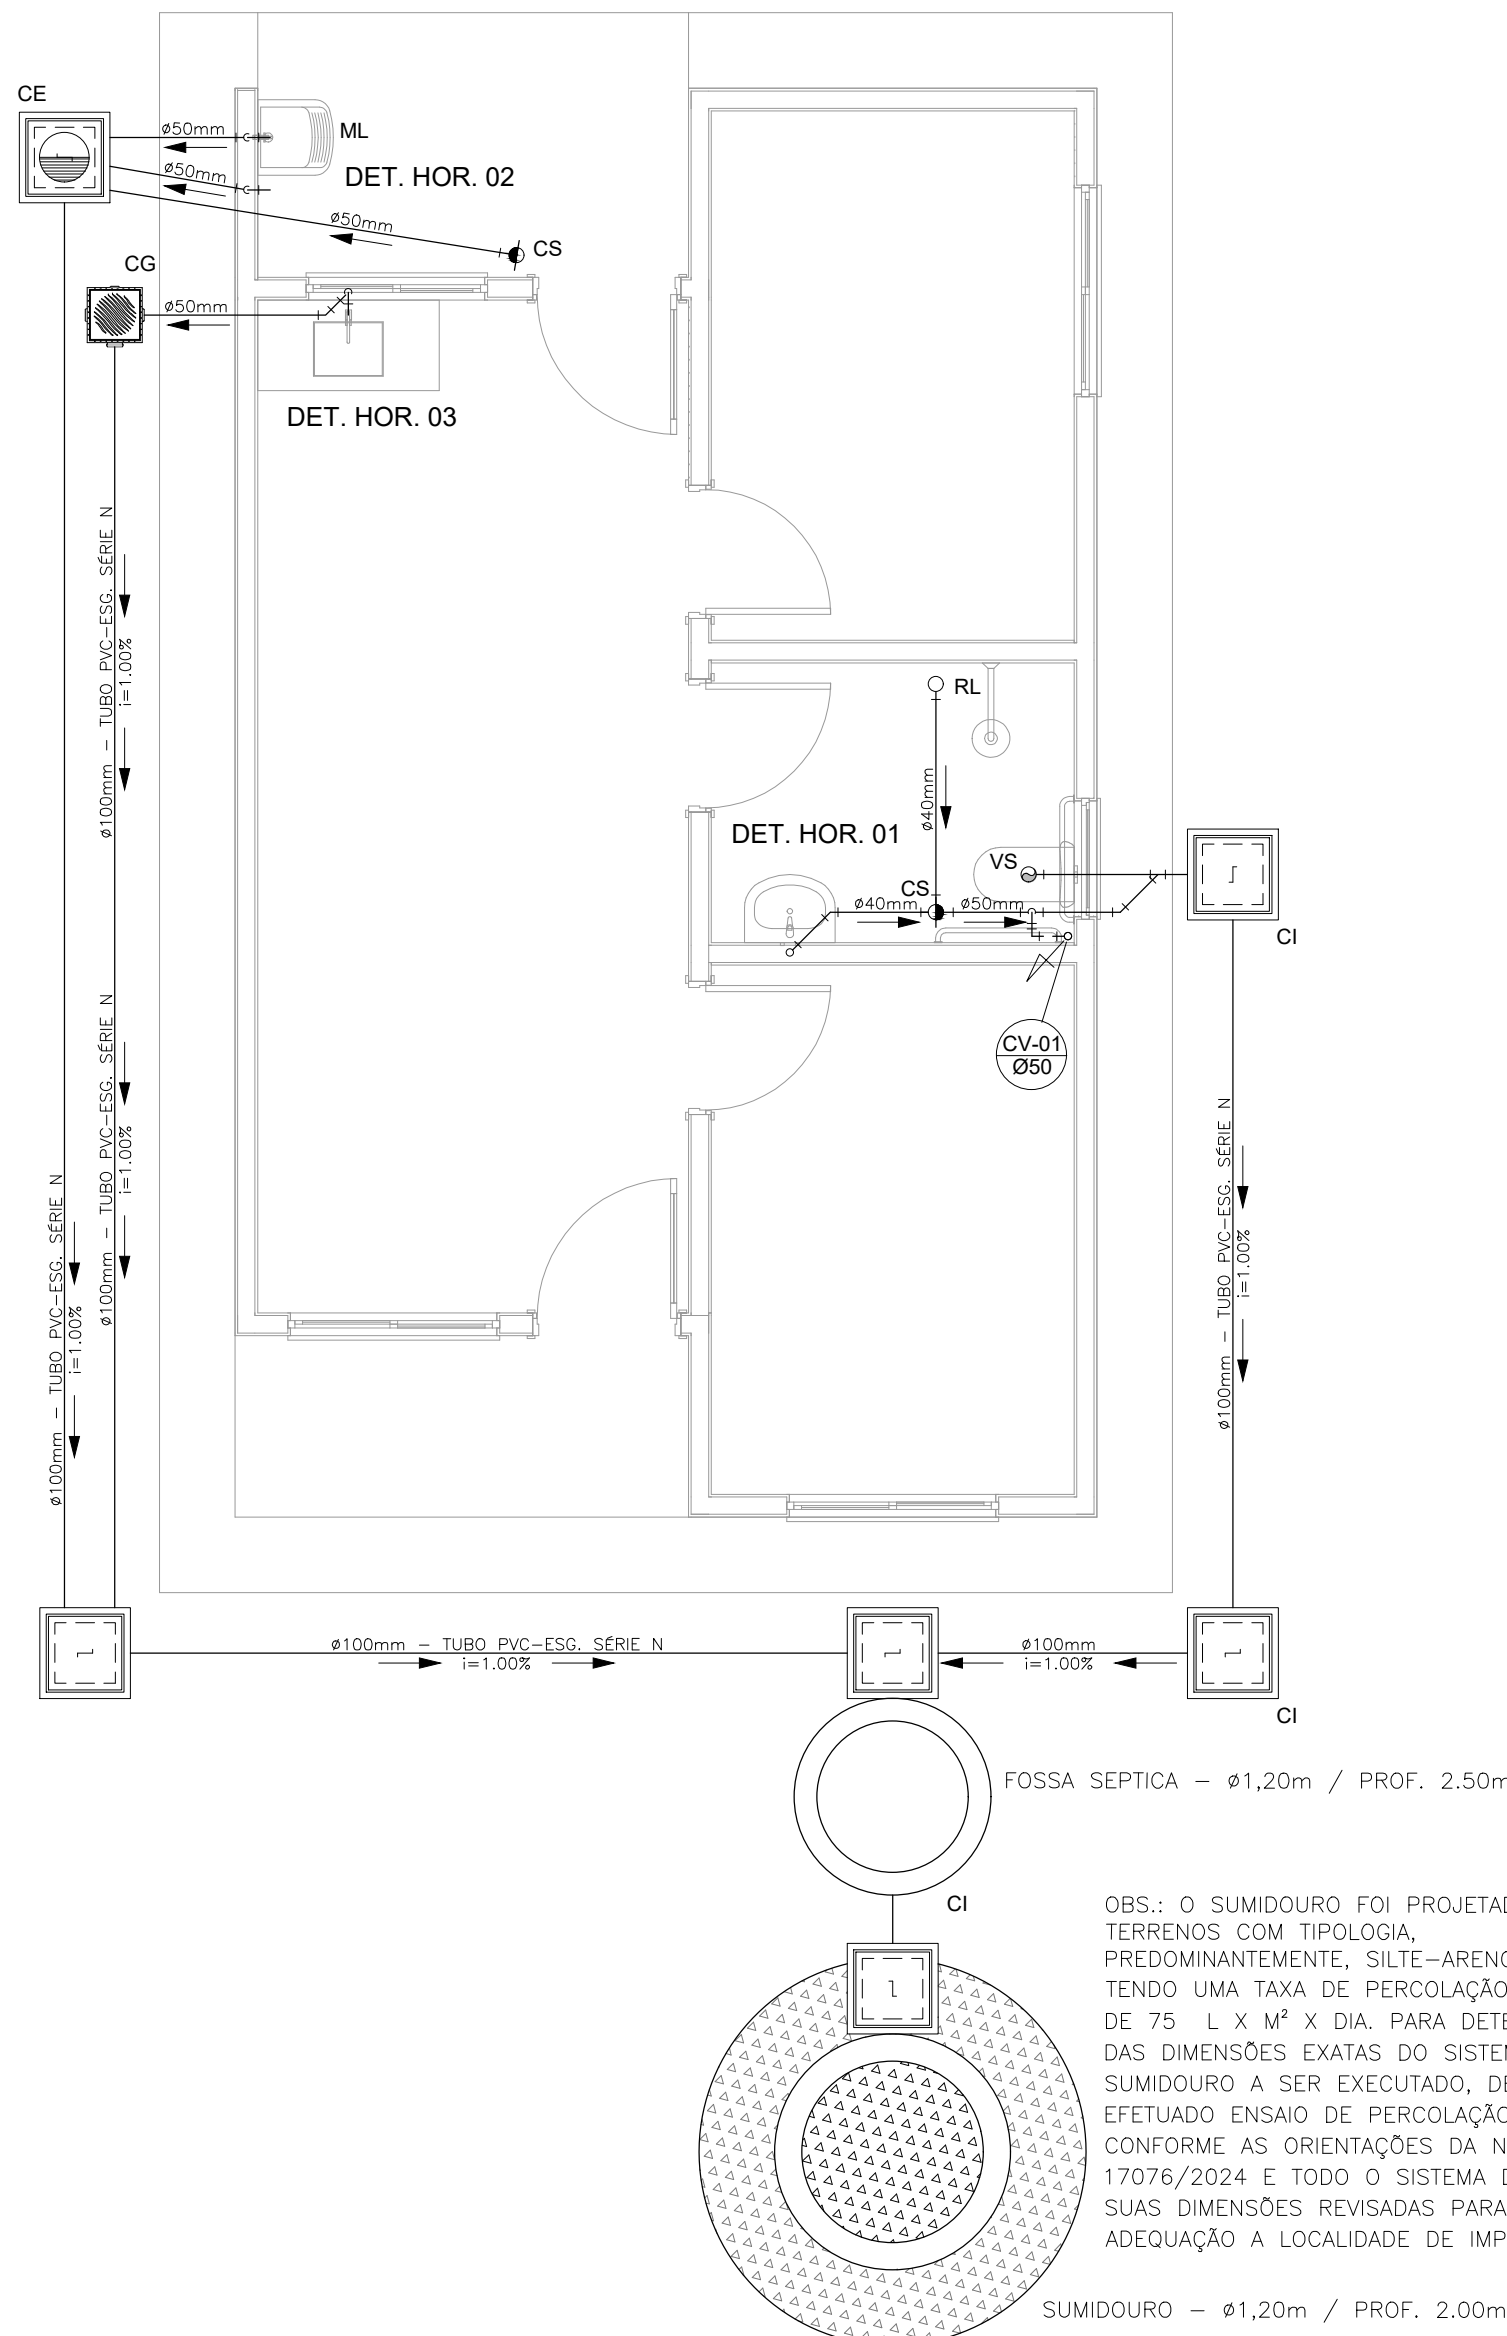 CE
ø50mm
ML
DET. HOR. 02
ø50mm
ø50mm
CS
CG
ø50mm
DET. HOR. 03
ø100mm – TUBO PVC–ESG. SÉRIE N
i=1.00%
RL
ø40mm
DET. HOR. 01
VS
CS
ø40mm
ø50mm
CI
CV-01
Ø50
ø100mm – TUBO PVC–ESG. SÉRIE N
i=1.00%
ø100mm – TUBO PVC–ESG. SÉRIE N
i=1.00%
ø100mm – TUBO PVC–ESG. SÉRIE N
i=1.00%
ø100mm – TUBO PVC–ESG. SÉRIE N
i=1.00%
ø100mm
i=1.00%
CI
FOSSA SEPTICA – ø1,20m / PROF. 2.50m
CI
OBS.: O SUMIDOURO FOI PROJETAD
TERRENOS COM TIPOLOGIA,
PREDOMINANTEMENTE, SILTE–ARENO
TENDO UMA TAXA DE PERCOLAÇÃO
DE 75 L X M² X DIA. PARA DETE
DAS DIMENSÕES EXATAS DO SISTEM
SUMIDOURO A SER EXECUTADO, DE
EFETUADO ENSAIO DE PERCOLAÇÃO
CONFORME AS ORIENTAÇÕES DA N
17076/2024 E TODO O SISTEMA D
SUAS DIMENSÕES REVISADAS PARA
ADEQUAÇÃO A LOCALIDADE DE IMP
SUMIDOURO – ø1,20m / PROF. 2.00m